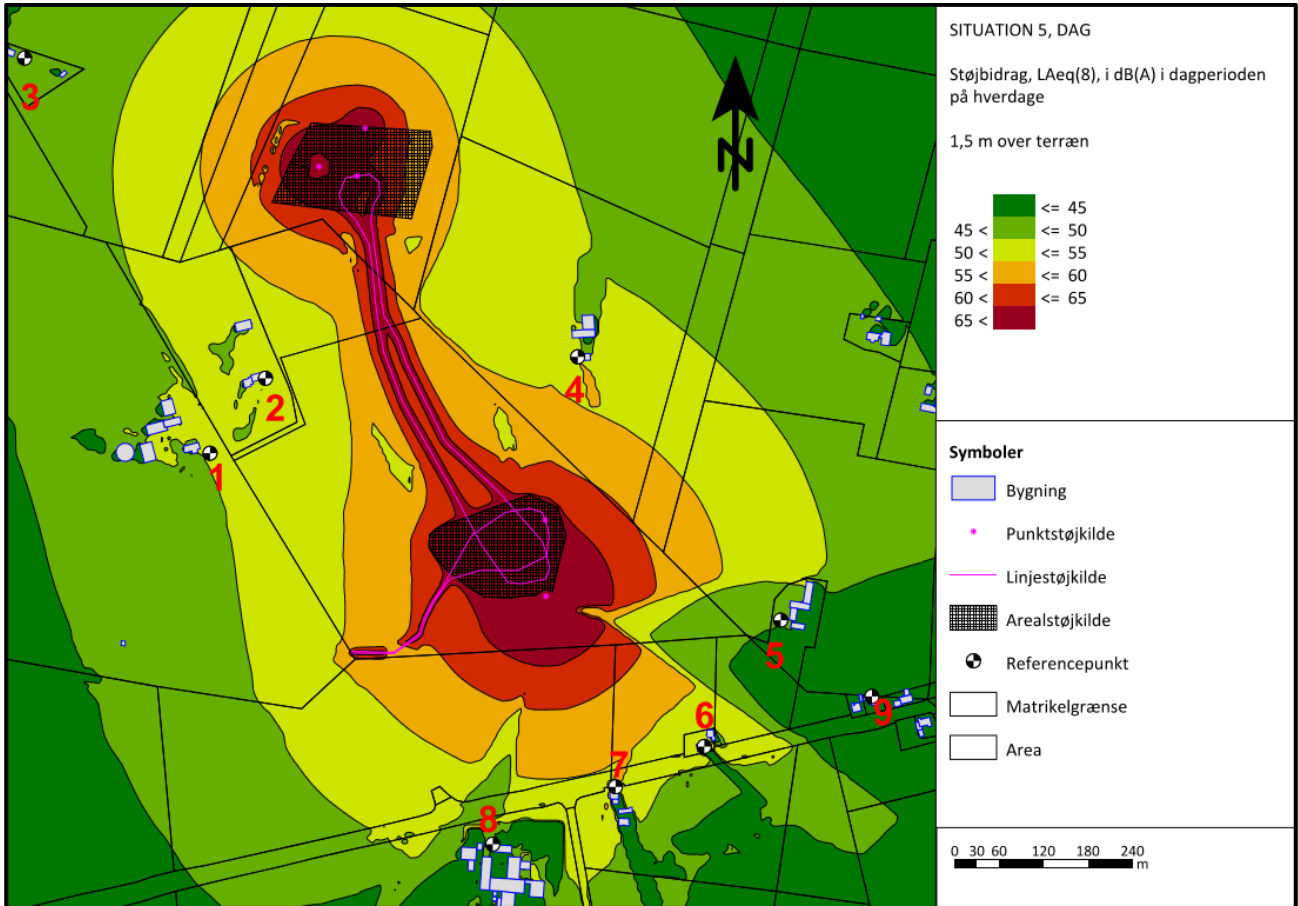 SITUATION 5, DAG
Støjbidrag, LAeq(8), i dB(A) i dagperioden
på hverdage
1,5 m over terræn
<= 45
45 < <= 50
50 < <= 55
55 < <= 60
60 < <= 65
65 <
Symboler
Bygning
Punktstøjkilde
Linjestøjkilde
Arealstøjkilde
Referencepunkt
Matrikelgrænse
Area
0 30 60 120 180 240
m
N
3
4
2
1
5
6
9
7
8